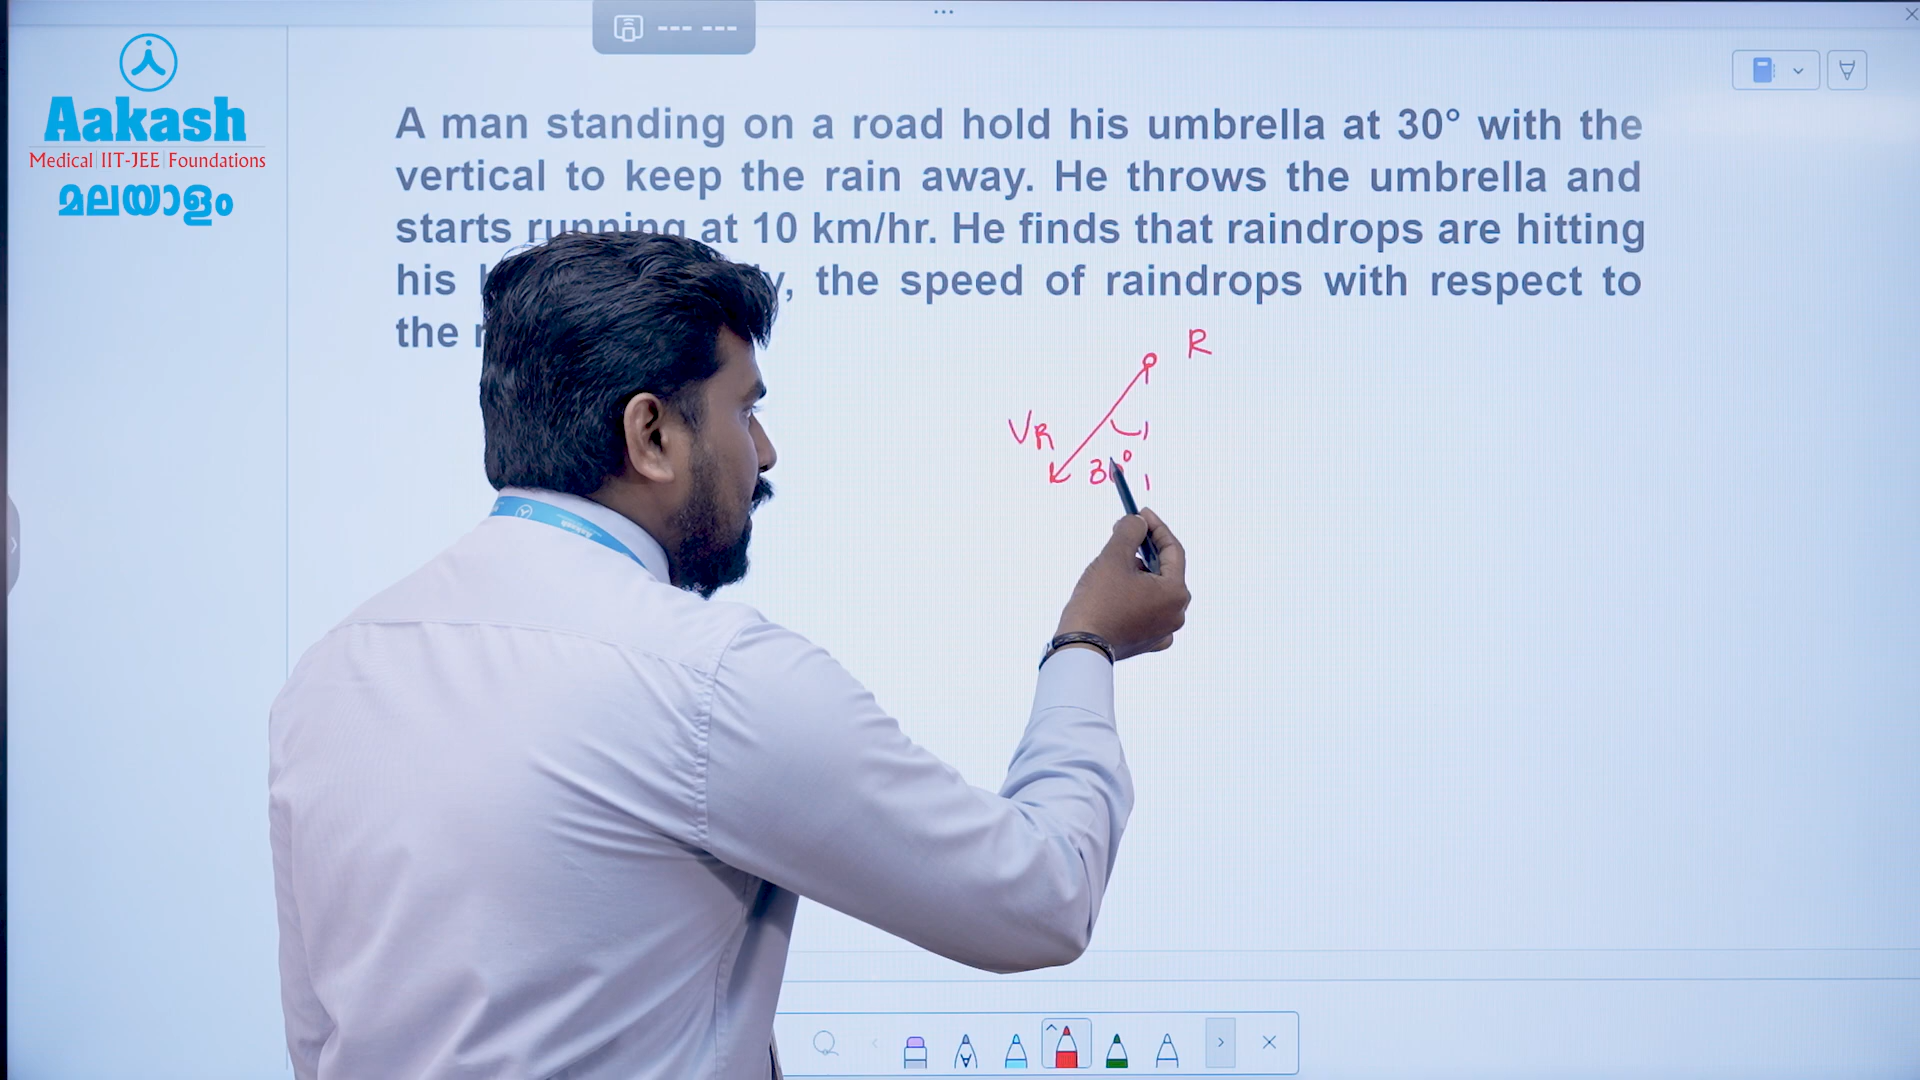 Aakash
Medical | IIT-JEE | Foundations
മലയാളം
A man standing on a road hold his umbrella at 30° with the
vertical to keep the rain away. He throws the umbrella and
starts running at 10 km/hr. He finds that raindrops are hitting
his the speed of raindrops with respect to
the
R
VR
30°